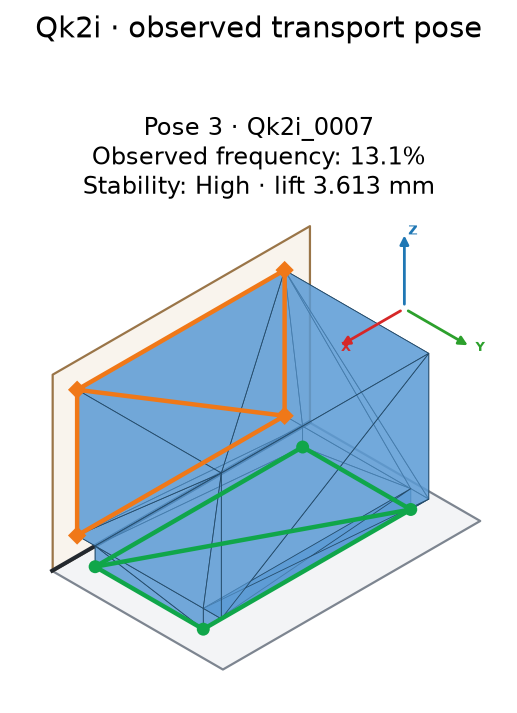 Qk2i · observed transport pose
Pose 3 · Qk2i_0007
Observed frequency: 13.1%
Stability: High · lift 3.613 mm
Z
X
Y